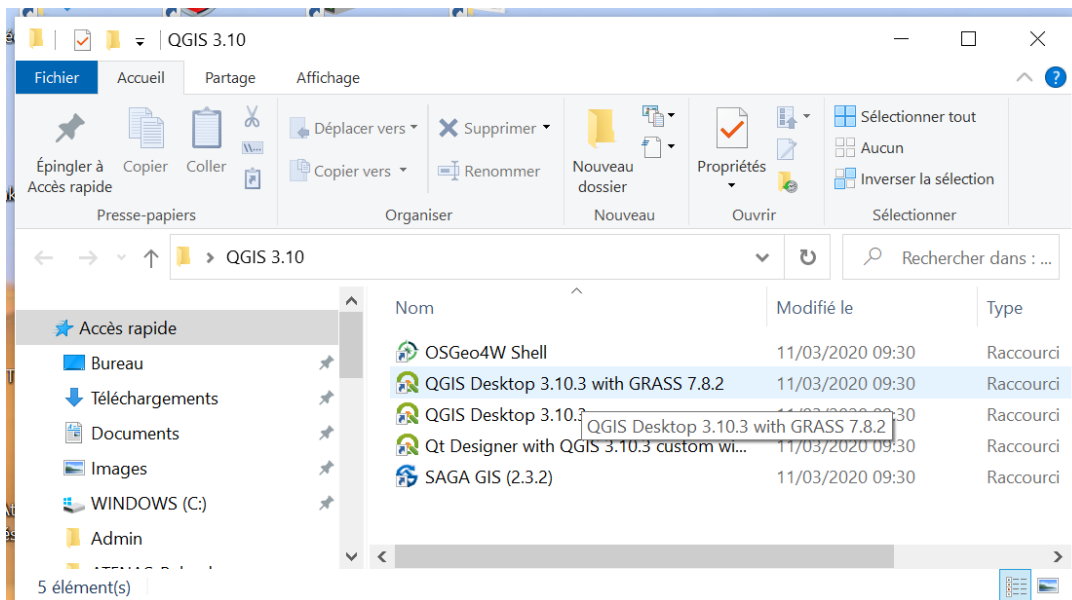 QGIS 3.10
Fichier Accueil Partage Affichage
Épingler à Accès rapide
Copier
Coller
Déplacer vers
Copier vers
Supprimer
Renommer
Nouveau dossier
Propriétés
Sélectionner tout
Aucun
Inverser la sélection
Presse-papiers Organiser Nouveau Ouvrir Sélectionner
QGIS 3.10
Rechercher dans : ...
Accès rapide
Bureau
Téléchargements
Documents
Images
WINDOWS (C:)
Admin
Nom Modifié le Type
OSGeo4W Shell 11/03/2020 09:30 Raccourci
QGIS Desktop 3.10.3 with GRASS 7.8.2 11/03/2020 09:30 Raccourci
QGIS Desktop 3.10.3 11/03/2020 09:30 Raccourci
QGIS Desktop 3.10.3 with GRASS 7.8.2
Qt Designer with QGIS 3.10.3 custom wi... 11/03/2020 09:30 Raccourci
SAGA GIS (2.3.2) 11/03/2020 09:30 Raccourci
5 élément(s)